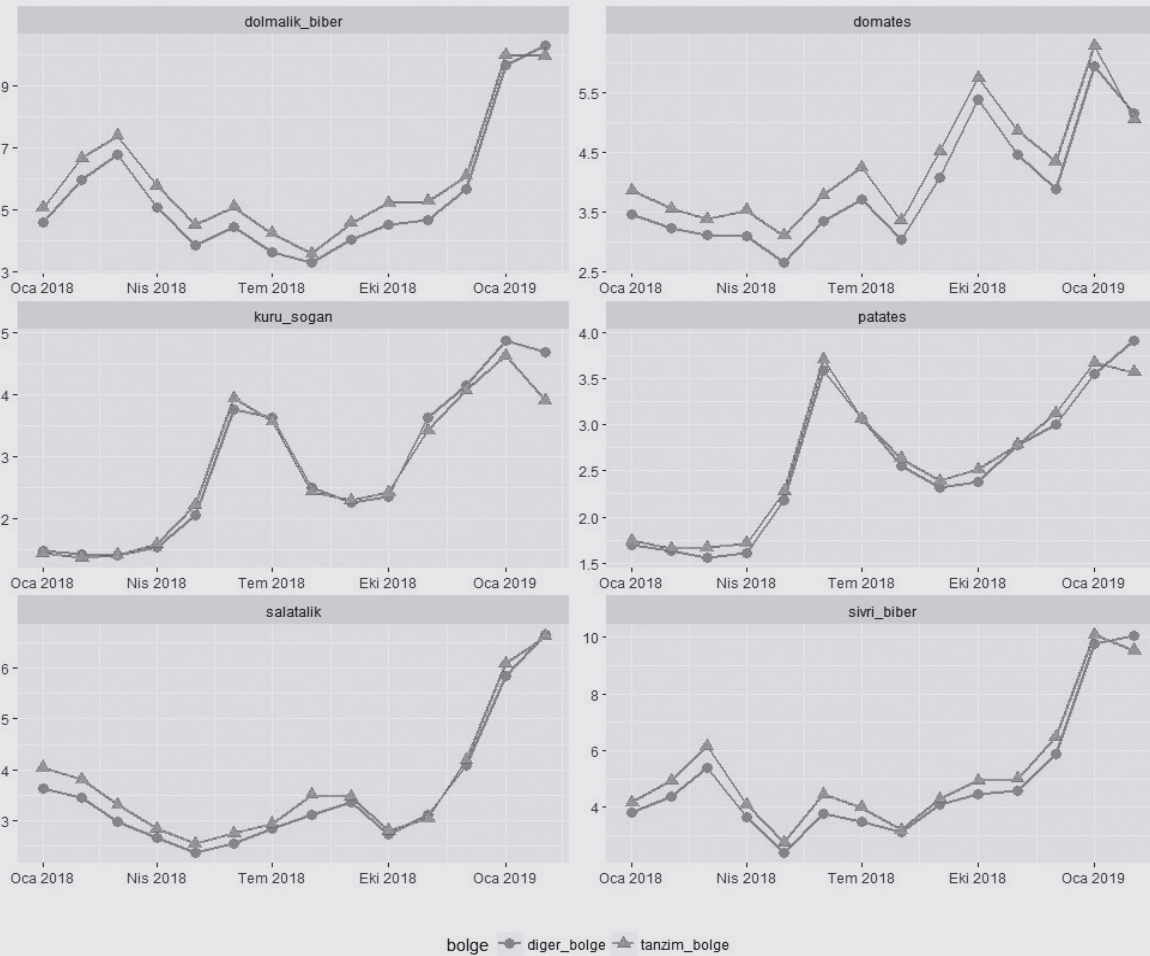 dolmalik_biber
domates
9
7
5
3
5.5
4.5
3.5
2.5
Oca 2018 Nis 2018 Tem 2018 Eki 2018 Oca 2019
Oca 2018 Nis 2018 Tem 2018 Eki 2018 Oca 2019
kuru_sogan
patates
5
4
3
2
4.0
3.5
3.0
2.5
2.0
1.5
Oca 2018 Nis 2018 Tem 2018 Eki 2018 Oca 2019
Oca 2018 Nis 2018 Tem 2018 Eki 2018 Oca 2019
salatalik
sivri_biber
6
5
4
3
10
8
6
4
Oca 2018 Nis 2018 Tem 2018 Eki 2018 Oca 2019
Oca 2018 Nis 2018 Tem 2018 Eki 2018 Oca 2019
bolge diger_bolge tanzim_bolge